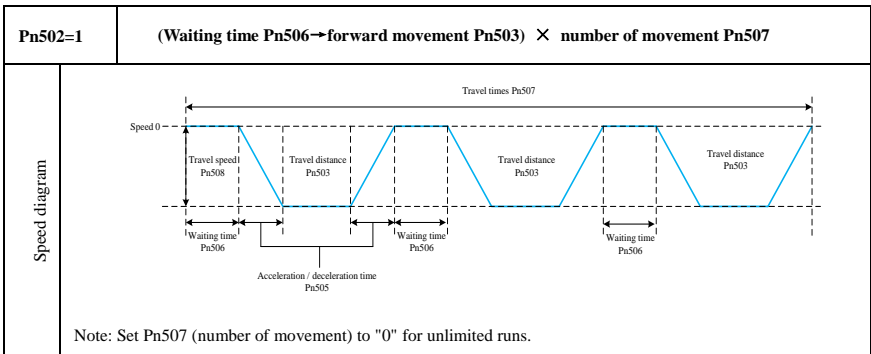 Pn502=1
(Waiting time Pn506→forward movement Pn503) × number of movement Pn507
Speed diagram
Travel times Pn507
Speed 0
Travel speed
Pn508
Travel distance
Pn503
Travel distance
Pn503
Travel distance
Pn503
Waiting time
Pn506
Waiting time
Pn506
Waiting time
Pn506
Acceleration / deceleration time
Pn505
Note: Set Pn507 (number of movement) to "0" for unlimited runs.